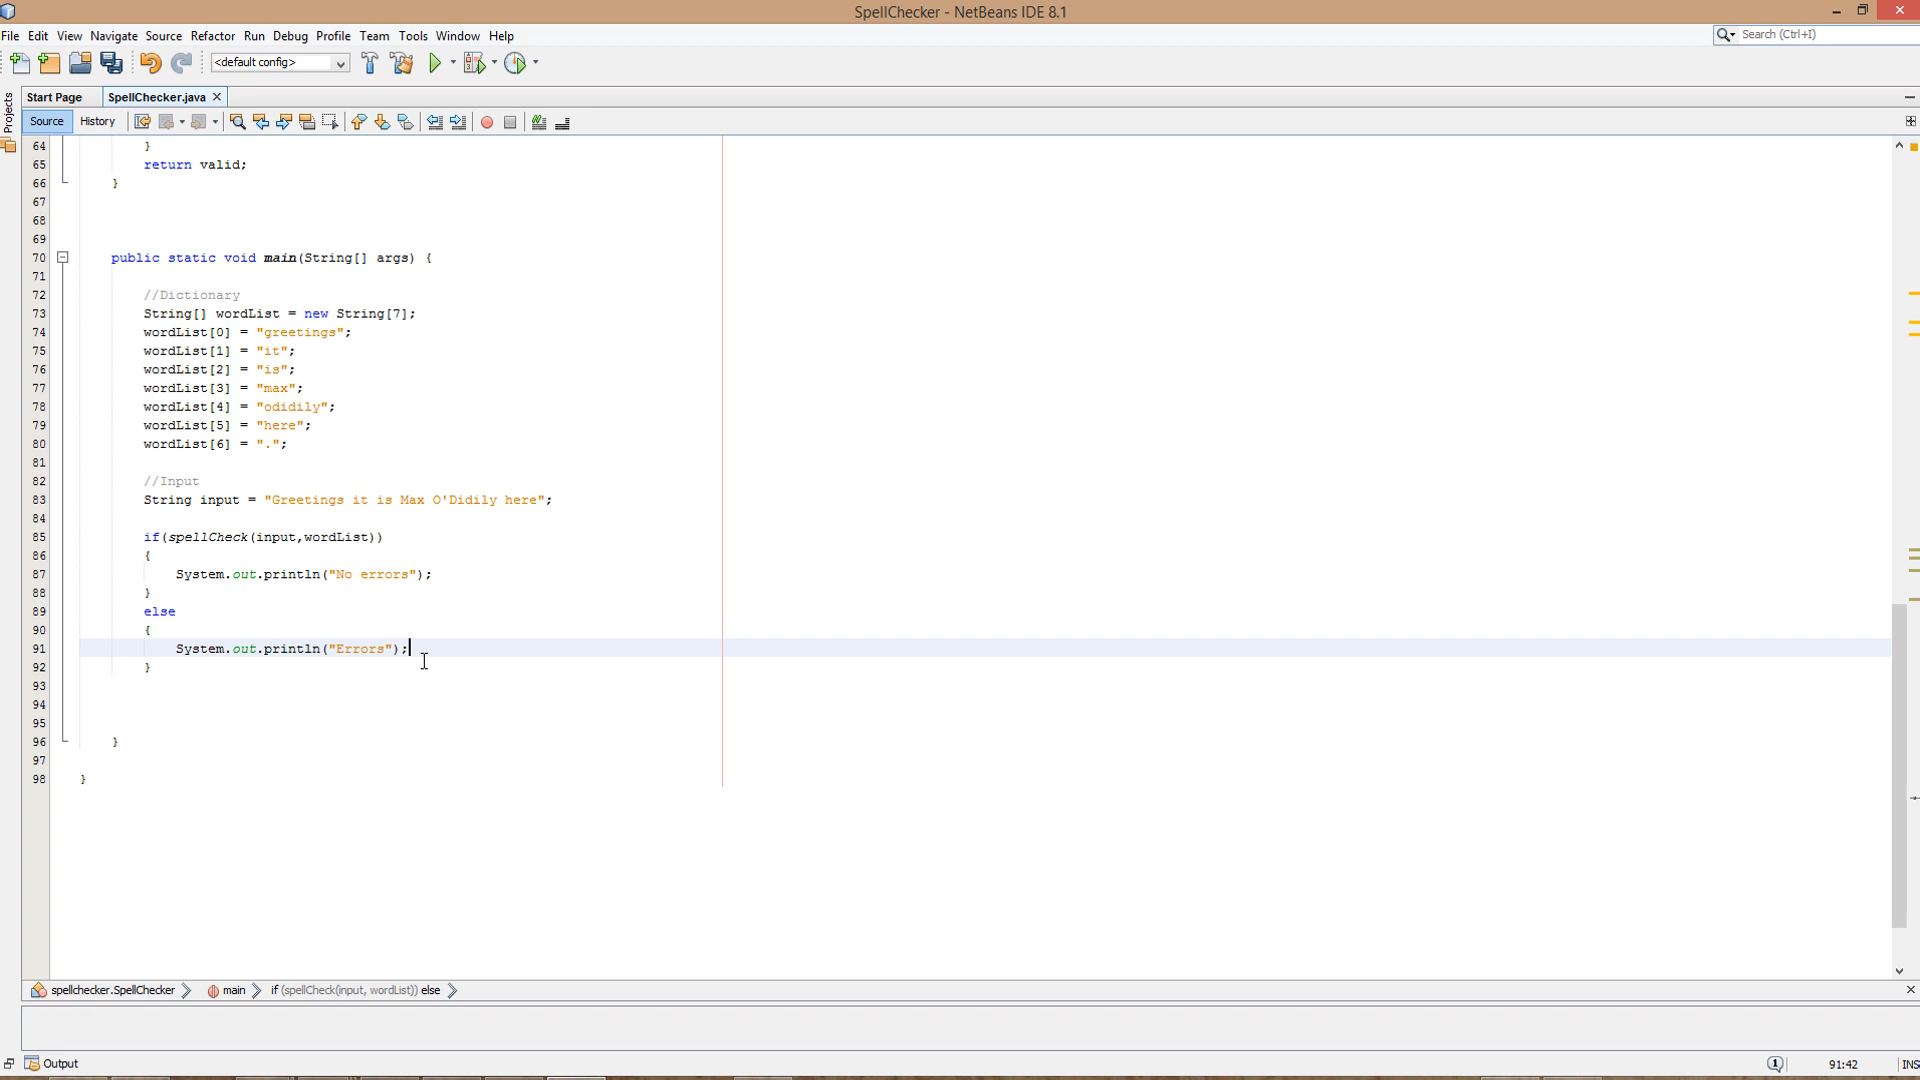 SpellChecker - NetBeans IDE 8.1
File Edit View Navigate Source Refactor Run Debug Profile Team Tools Window Help
Search (Ctrl+I)
<default config>
Projects
Start Page SpellChecker.java
Source History
64 }
65 return valid;
66 }
67
68
69
70 public static void main(String[] args) {
71
72 //Dictionary
73 String[] wordList = new String[7];
74 wordList[0] = "greetings";
75 wordList[1] = "it";
76 wordList[2] = "is";
77 wordList[3] = "max";
78 wordList[4] = "odidily";
79 wordList[5] = "here";
80 wordList[6] = ".";
81
82 //Input
83 String input = "Greetings it is Max O'Didily here";
84
85 if(spellCheck(input,wordList))
86 {
87 System.out.println("No errors");
88 }
89 else
90 {
91 System.out.println("Errors");
92 }
93
94
95
96 }
97
98 }
spellchecker.SpellChecker main if (spellCheck(input, wordList)) else
Output
1 91:42 INS